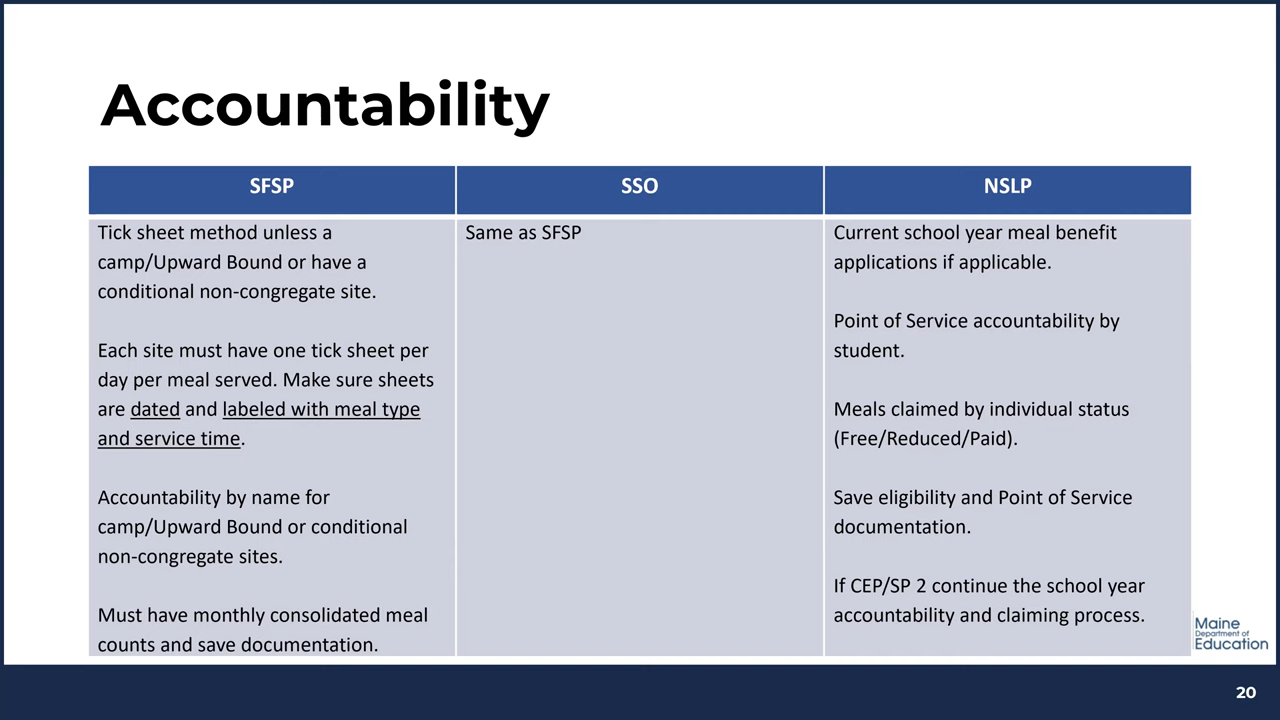 Accountability
SFSP
SSO
NSLP
Tick sheet method unless a
camp/Upward Bound or have a
conditional non-congregate site.
Each site must have one tick sheet per
day per meal served. Make sure sheets
are dated and labeled with meal type
and service time.
Accountability by name for
camp/Upward Bound or conditional
non-congregate sites.
Must have monthly consolidated meal
counts and save documentation.
Same as SFSP
Current school year meal benefit
applications if applicable.
Point of Service accountability by
student.
Meals claimed by individual status
(Free/Reduced/Paid).
Save eligibility and Point of Service
documentation.
If CEP/SP 2 continue the school year
accountability and claiming process.
Maine
Department of
Education
20